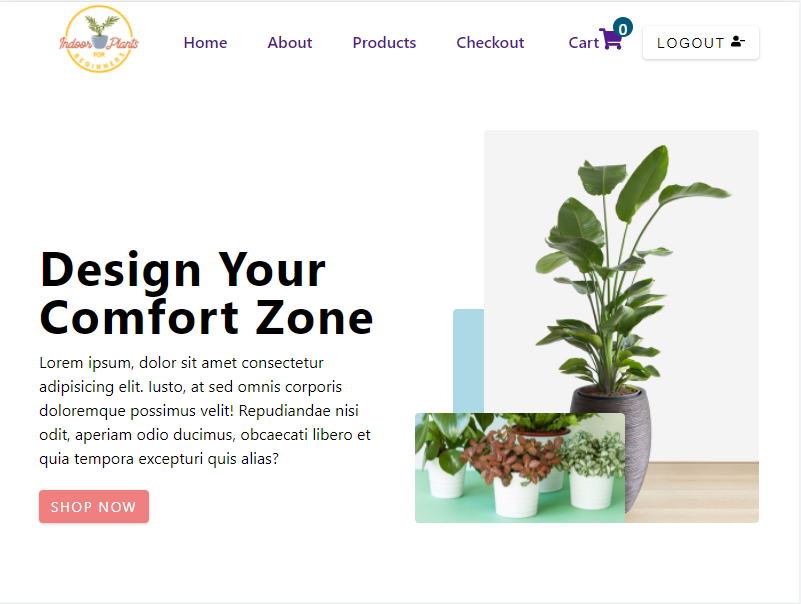 Indoor Plants
FOR
BEGINNERS
Home
About
Products
Checkout
Cart
0
LOGOUT
Design Your
Comfort Zone
Lorem ipsum, dolor sit amet consectetur
adipisicing elit. Iusto, at sed omnis corporis
doloremque possimus velit! Repudiandae nisi
odit, aperiam odio ducimus, obcaecati libero et
quia tempora excepturi quis alias?
SHOP NOW